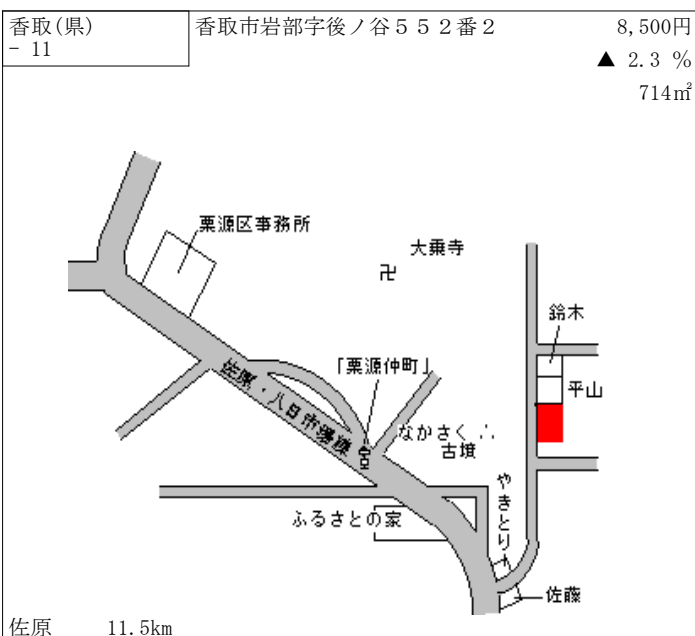 香取(県)
- 11
香取市岩部字後ノ谷５５２番２
8,500円
▲ 2.3 %
714㎡
栗源区事務所
大乗寺
卍
鈴木
平山
「栗源仲町」
佐原・八日市場線
なかさく ∴
古墳
やきとり
ふるさとの家
佐藤
佐原 11.5km